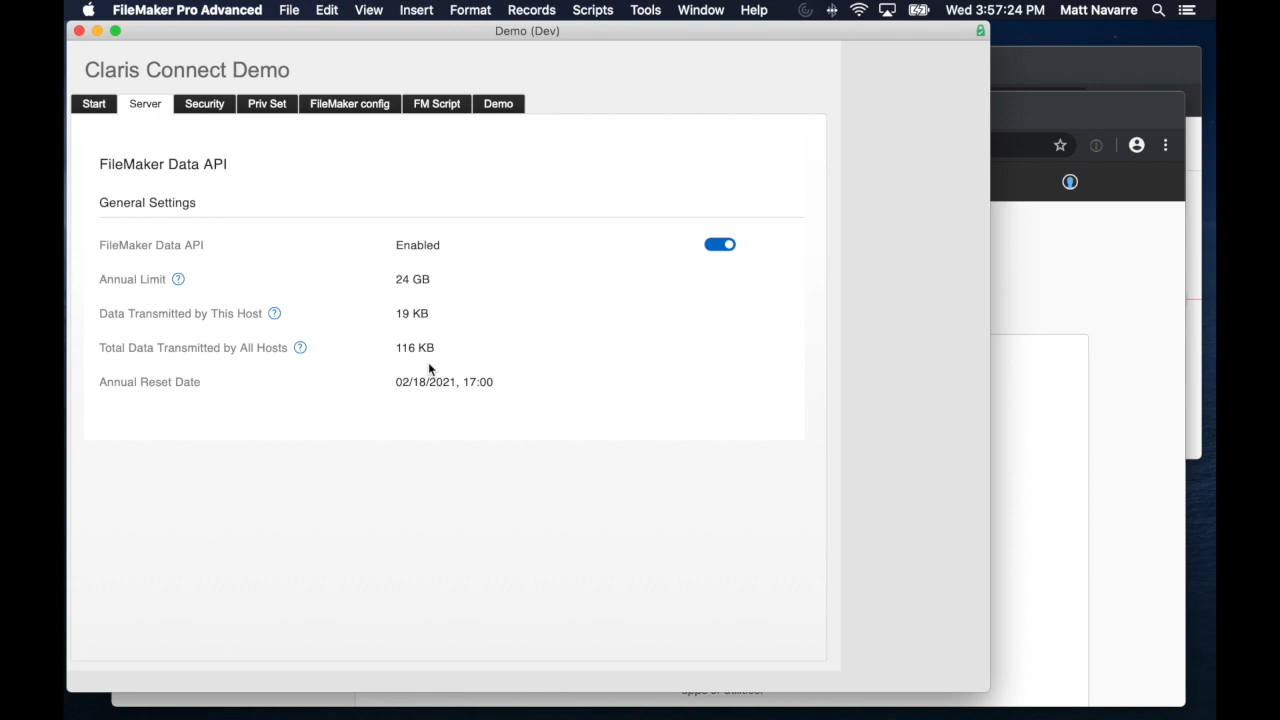 FileMaker Pro Advanced File Edit View Insert Format Records Scripts Tools Window Help Wed 3:57:24 PM Matt Navarre
Demo (Dev)
Claris Connect Demo
Start Server Security Priv Set FileMaker config FM Script Demo
FileMaker Data API
General Settings
FileMaker Data API Enabled
Annual Limit ? 24 GB
Data Transmitted by This Host ? 19 KB
Total Data Transmitted by All Hosts ? 116 KB
Annual Reset Date 02/18/2021, 17:00